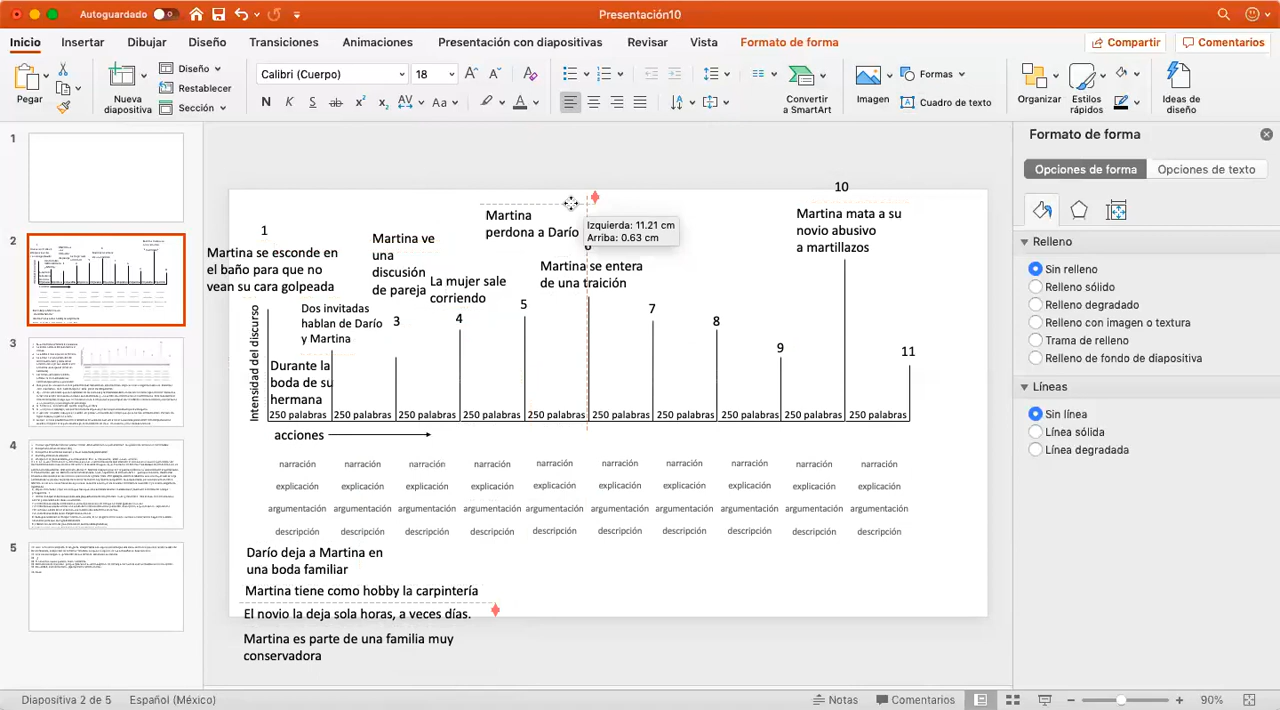 Autoguardado
Presentación10
Inicio
Insertar
Dibujar
Diseño
Transiciones
Animaciones
Presentación con diapositivas
Revisar
Vista
Formato de forma
Compartir
Comentarios
Pegar
Nueva
diapositiva
Diseño
Restablecer
Sección
Calibri (Cuerpo)
18
N K S ab x² x₂ AV Aa A
Convertir
a SmartArt
Imagen
Formas
Cuadro de texto
Organizar
Estilos
rápidos
Ideas de
diseño
1
2
3
4
5
10
Martina mata a su
novio abusivo
a martillazos
Martina
perdona a Darío
Izquierda: 11.21 cm
Arriba: 0.63 cm
1
Martina se esconde en
el baño para que no
vean su cara golpeada
Martina ve
una
discusión
de pareja
La mujer sale
corriendo
Martina se entera
de una traición
Dos invitadas
hablan de Darío
y Martina
3
4
5
7
8
9
11
Durante la
boda de su
hermana
Intensidad del discurso
250 palabras 250 palabras 250 palabras 250 palabras 250 palabras 250 palabras 250 palabras 250 palabras 250 palabras 250 palabras
acciones
narración narración narración narración narración narración narración narración narración narración
explicación explicación explicación explicación explicación explicación explicación explicación explicación explicación
argumentación argumentación argumentación argumentación argumentación argumentación argumentación argumentación argumentación argumentación
descripción descripción descripción descripción descripción descripción descripción descripción descripción descripción
Darío deja a Martina en
una boda familiar
Martina tiene como hobby la carpintería
El novio la deja sola horas, a veces días.
Martina es parte de una familia muy
conservadora
Formato de forma
Opciones de forma
Opciones de texto
Relleno
Sin relleno
Relleno sólido
Relleno degradado
Relleno con imagen o textura
Trama de relleno
Relleno de fondo de diapositiva
Líneas
Sin línea
Línea sólida
Línea degradada
Diapositiva 2 de 5
Español (México)
Notas
Comentarios
90%